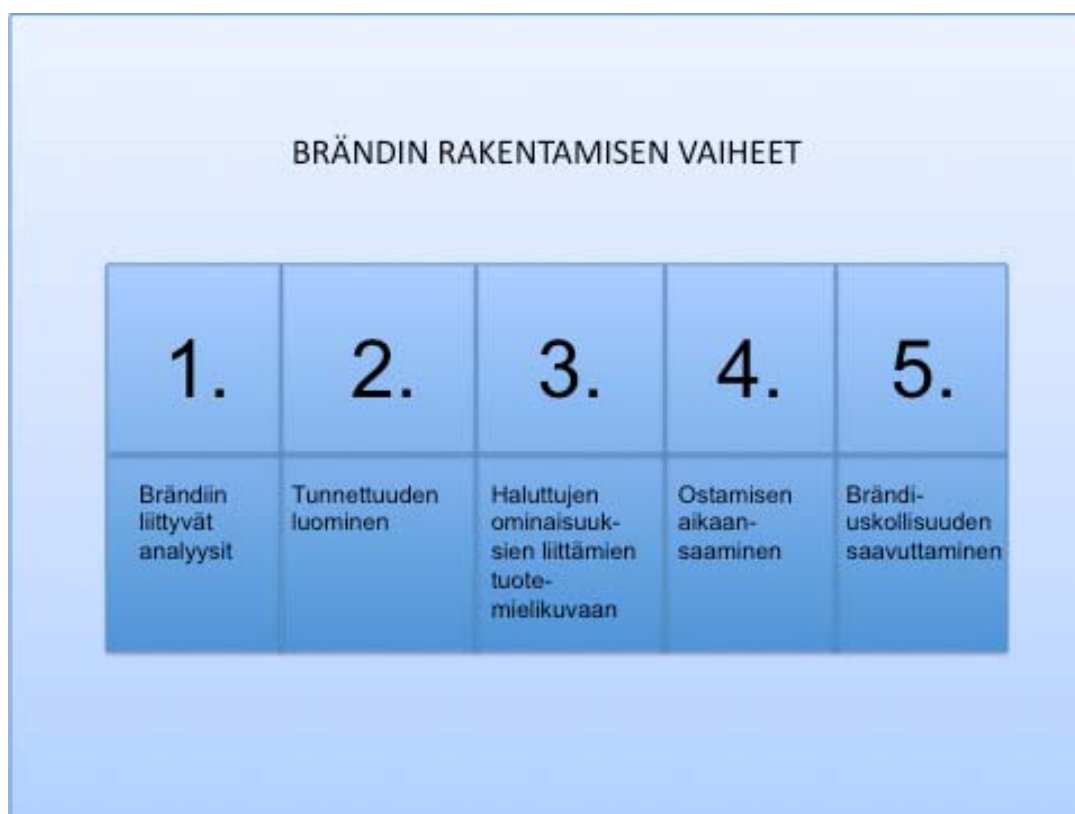 BRÄNDIN RAKENTAMISEN VAIHEET
1.
2.
3.
4.
5.
Brändiin
liittyvät
analyysit
Tunnettuuden
luominen
Haluttujen
ominaisuuk-
sien liittämien
tuote-
mielikuvaan
Ostamisen
aikaan-
saaminen
Brändi-
uskollisuuden
saavuttaminen